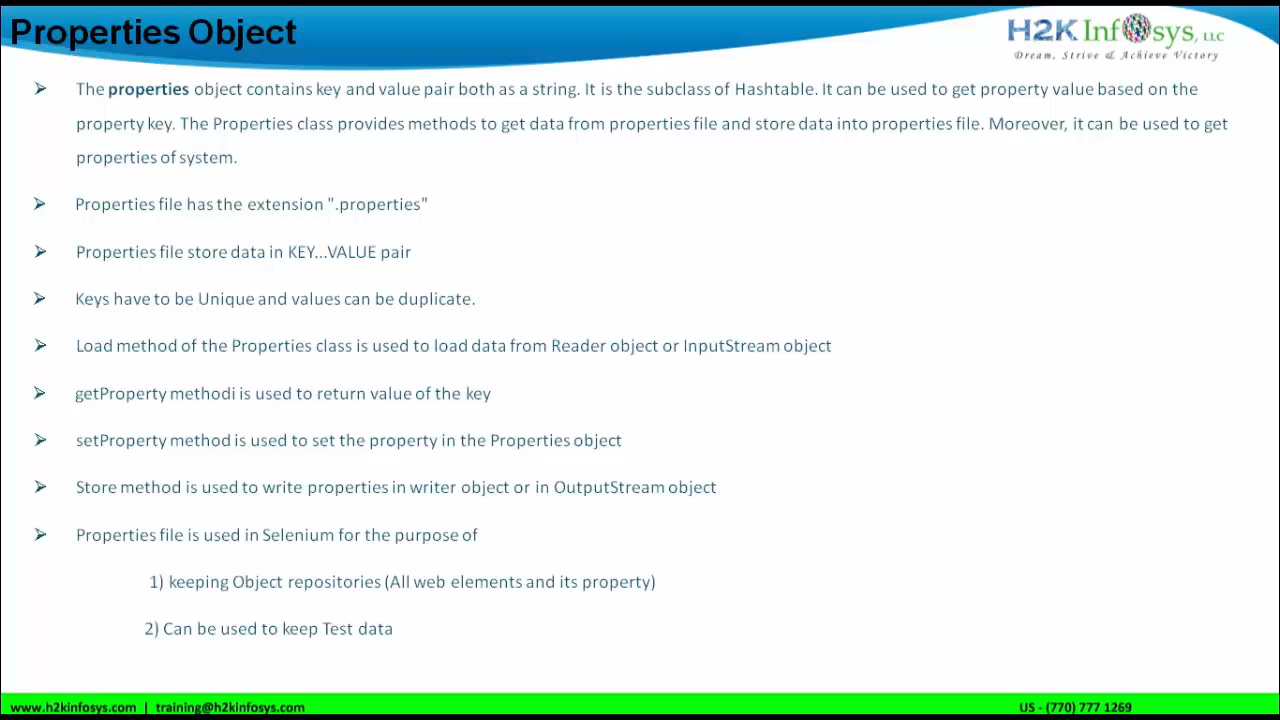 Properties Object
H2K Infosys, LLC
Dream, Strive & Achieve Victory
The properties object contains key and value pair both as a string. It is the subclass of Hashtable. It can be used to get property value based on the
property key. The Properties class provides methods to get data from properties file and store data into properties file. Moreover, it can be used to get
properties of system.
Properties file has the extension ".properties"
Properties file store data in KEY...VALUE pair
Keys have to be Unique and values can be duplicate.
Load method of the Properties class is used to load data from Reader object or InputStream object
getProperty methodi is used to return value of the key
setProperty method is used to set the property in the Properties object
Store method is used to write properties in writer object or in OutputStream object
Properties file is used in Selenium for the purpose of
1) keeping Object repositories (All web elements and its property)
2) Can be used to keep Test data
www.h2kinfosys.com | training@h2kinfosys.com
US - (770) 777 1269